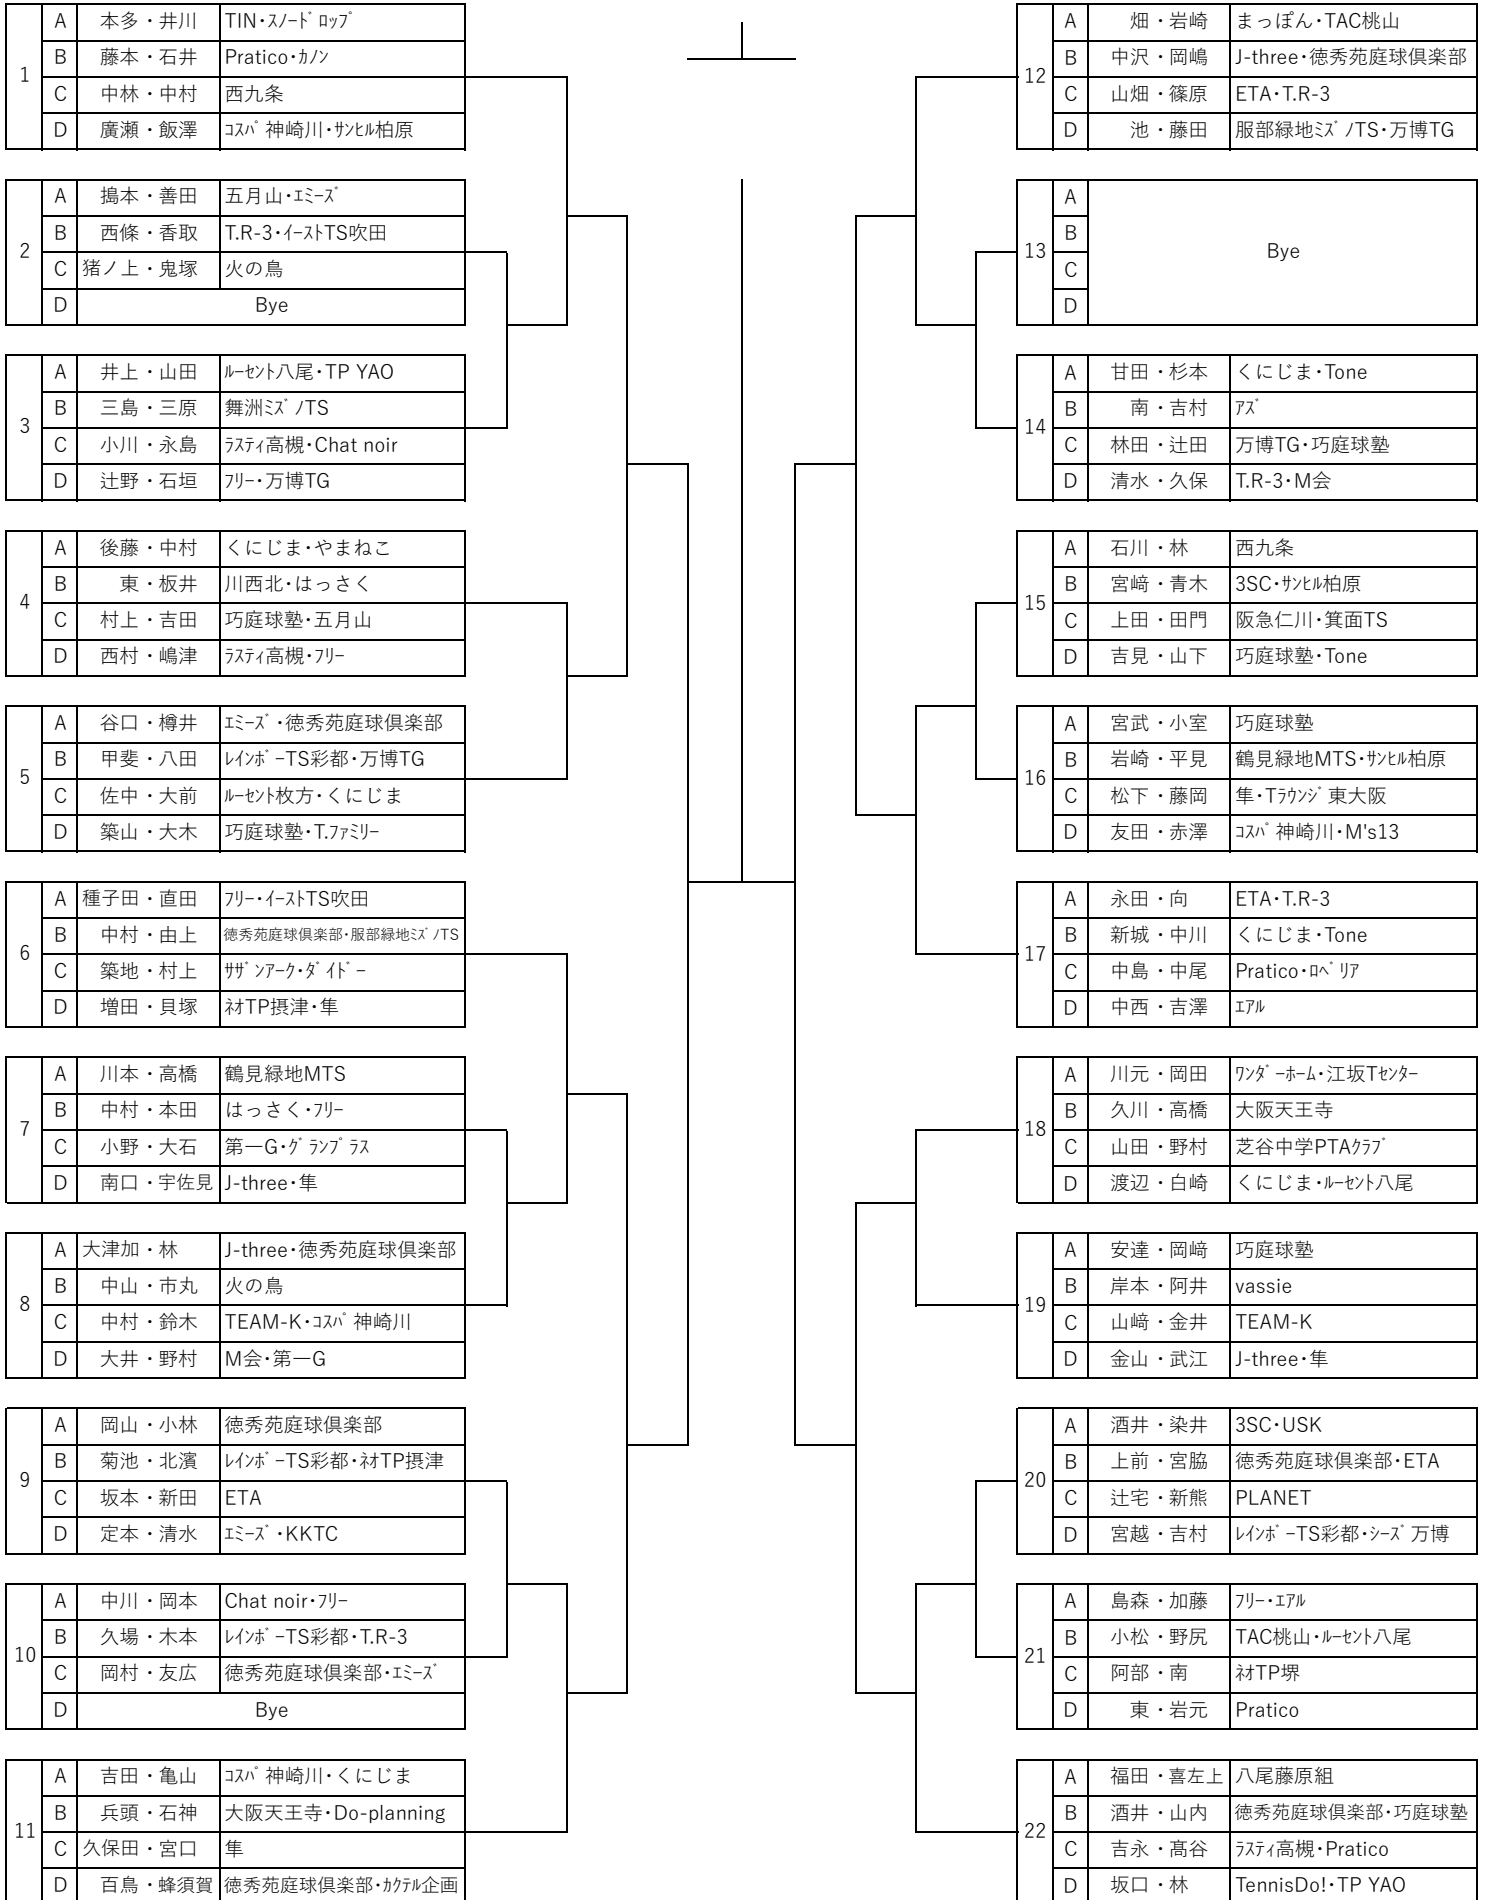 1
A 本多・井川 TIN・ｽﾉｰﾄﾞﾛｯﾌﾟ
B 藤本・石井 Pratico・ｶﾉﾝ
C 中林・中村 西九条
D 廣瀬・飯澤 ｺｽﾊﾟ神崎川・ｻﾝﾋﾙ柏原
2
A 搗本・善田 五月山・ｴﾐｰｽﾞ
B 西條・香取 T.R-3・ｲｰｽﾄTS吹田
C 猪ノ上・鬼塚 火の鳥
D Bye
3
A 井上・山田 ﾙｰｾﾝﾄ八尾・TP YAO
B 三島・三原 舞洲ﾐｽﾞﾉTS
C 小川・永島 ﾗｽﾃｨ高槻・Chat noir
D 辻野・石垣 ﾌﾘｰ・万博TG
4
A 後藤・中村 くにじま・やまねこ
B 東・板井 川西北・はっさく
C 村上・吉田 巧庭球塾・五月山
D 西村・嶋津 ﾗｽﾃｨ高槻・ﾌﾘｰ
5
A 谷口・樽井 ｴﾐｰｽﾞ・徳秀苑庭球倶楽部
B 甲斐・八田 ﾚｲﾝﾎﾞｰTS彩都・万博TG
C 佐中・大前 ﾙｰｾﾝﾄ枚方・くにじま
D 築山・大木 巧庭球塾・T.ﾌｧﾐﾘｰ
6
A 種子田・直田 ﾌﾘｰ・ｲｰｽﾄTS吹田
B 中村・由上 徳秀苑庭球倶楽部・服部緑地ﾐｽﾞﾉTS
C 築地・村上 ｻｻﾞﾝｱｰｸ・ﾀﾞｲﾄﾞｰ
D 増田・貝塚 ﾈｵTP摂津・隼
7
A 川本・高橋 鶴見緑地MTS
B 中村・本田 はっさく・ﾌﾘｰ
C 小野・大石 第一G・ｸﾞﾗﾝﾌﾟﾗｽ
D 南口・宇佐見 J-three・隼
8
A 大津加・林 J-three・徳秀苑庭球倶楽部
B 中山・市丸 火の鳥
C 中村・鈴木 TEAM-K・ｺｽﾊﾟ神崎川
D 大井・野村 M会・第一G
9
A 岡山・小林 徳秀苑庭球倶楽部
B 菊池・北濱 ﾚｲﾝﾎﾞｰTS彩都・ﾈｵTP摂津
C 坂本・新田 ETA
D 定本・清水 ｴﾐｰｽﾞ・KKTC
10
A 中川・岡本 Chat noir・ﾌﾘｰ
B 久場・木本 ﾚｲﾝﾎﾞｰTS彩都・T.R-3
C 岡村・友広 徳秀苑庭球倶楽部・ｴﾐｰｽﾞ
D Bye
11
A 吉田・亀山 ｺｽﾊﾟ神崎川・くにじま
B 兵頭・石神 大阪天王寺・Do-planning
C 久保田・宮口 隼
D 百鳥・蜂須賀 徳秀苑庭球倶楽部・ｶｸﾃﾙ企画
12
A 畑・岩崎 まっぽん・TAC桃山
B 中沢・岡嶋 J-three・徳秀苑庭球倶楽部
C 山畑・篠原 ETA・T.R-3
D 池・藤田 服部緑地ﾐｽﾞﾉTS・万博TG
13
A
B
C
D
Bye
14
A 甘田・杉本 くにじま・Tone
B 南・吉村 ｱｽﾞ
C 林田・辻田 万博TG・巧庭球塾
D 清水・久保 T.R-3・M会
15
A 石川・林 西九条
B 宮﨑・青木 3SC・ｻﾝﾋﾙ柏原
C 上田・田門 阪急仁川・箕面TS
D 吉見・山下 巧庭球塾・Tone
16
A 宮武・小室 巧庭球塾
B 岩崎・平見 鶴見緑地MTS・ｻﾝﾋﾙ柏原
C 松下・藤岡 隼・Tﾗｳﾝｼﾞ東大阪
D 友田・赤澤 ｺｽﾊﾟ神崎川・M's13
17
A 永田・向 ETA・T.R-3
B 新城・中川 くにじま・Tone
C 中島・中尾 Pratico・ﾛﾍﾞﾘｱ
D 中西・吉澤 ｴｱﾙ
18
A 川元・岡田 ﾜﾝﾀﾞｰﾎｰﾑ・江坂Tｾﾝﾀｰ
B 久川・高橋 大阪天王寺
C 山田・野村 芝谷中学PTAｸﾗﾌﾞ
D 渡辺・白崎 くにじま・ﾙｰｾﾝﾄ八尾
19
A 安達・岡﨑 巧庭球塾
B 岸本・阿井 vassie
C 山﨑・金井 TEAM-K
D 金山・武江 J-three・隼
20
A 酒井・染井 3SC・USK
B 上前・宮脇 徳秀苑庭球倶楽部・ETA
C 辻宅・新熊 PLANET
D 宮越・吉村 ﾚｲﾝﾎﾞｰTS彩都・ｼｰｽﾞ万博
21
A 島森・加藤 ﾌﾘｰ・ｴｱﾙ
B 小松・野尻 TAC桃山・ﾙｰｾﾝﾄ八尾
C 阿部・南 ﾈｵTP堺
D 東・岩元 Pratico
22
A 福田・喜左上 八尾藤原組
B 酒井・山内 徳秀苑庭球倶楽部・巧庭球塾
C 吉永・髙谷 ﾗｽﾃｨ高槻・Pratico
D 坂口・林 TennisDo!・TP YAO